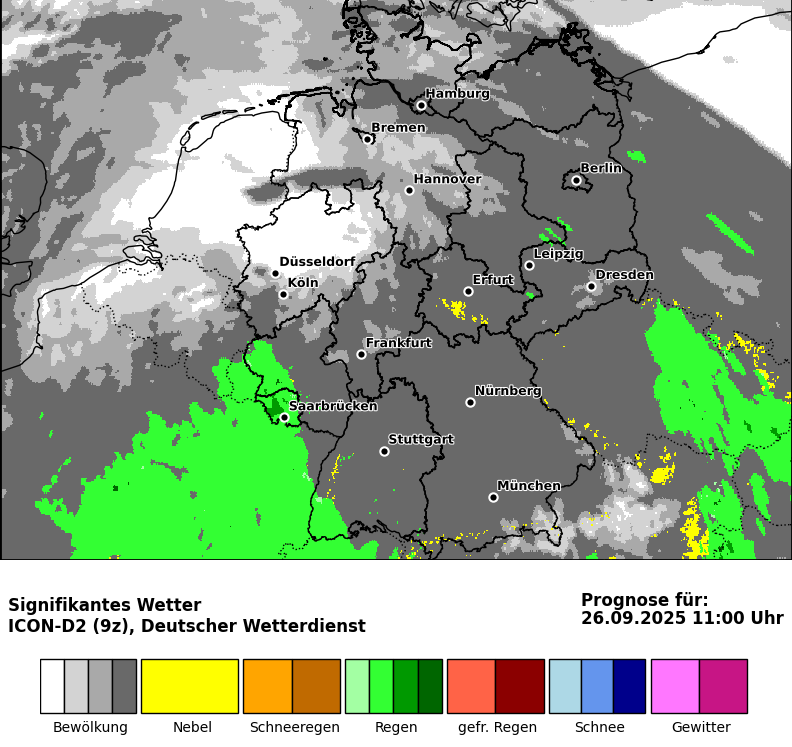 Hamburg
Bremen
Berlin
Hannover
Leipzig
Düsseldorf
Köln
Erfurt
Dresden
Frankfurt
Nürnberg
Saarbrücken
Stuttgart
München
Signifikantes Wetter
ICON-D2 (9z), Deutscher Wetterdienst
Prognose für:
26.09.2025 11:00 Uhr
Bewölkung Nebel Schneeregen Regen gefr. Regen Schnee Gewitter